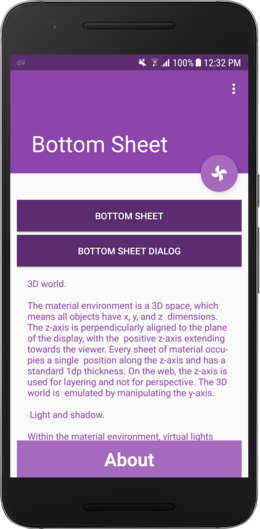 100% 12:32 PM
Bottom Sheet
BOTTOM SHEET
BOTTOM SHEET DIALOG
3D world.
The material environment is a 3D space, which
means all objects have x, y, and z  dimensions.
The z-axis is perpendicularly aligned to the plane
of the display, with the  positive z-axis extending
towards the viewer. Every sheet of material occu-
pies a single  position along the z-axis and has a
standard 1dp thickness. On the web, the z-axis is
used for layering and not for perspective. The 3D
world is  emulated by manipulating the y-axis.
Light and shadow.
Within the material environment, virtual lights
About